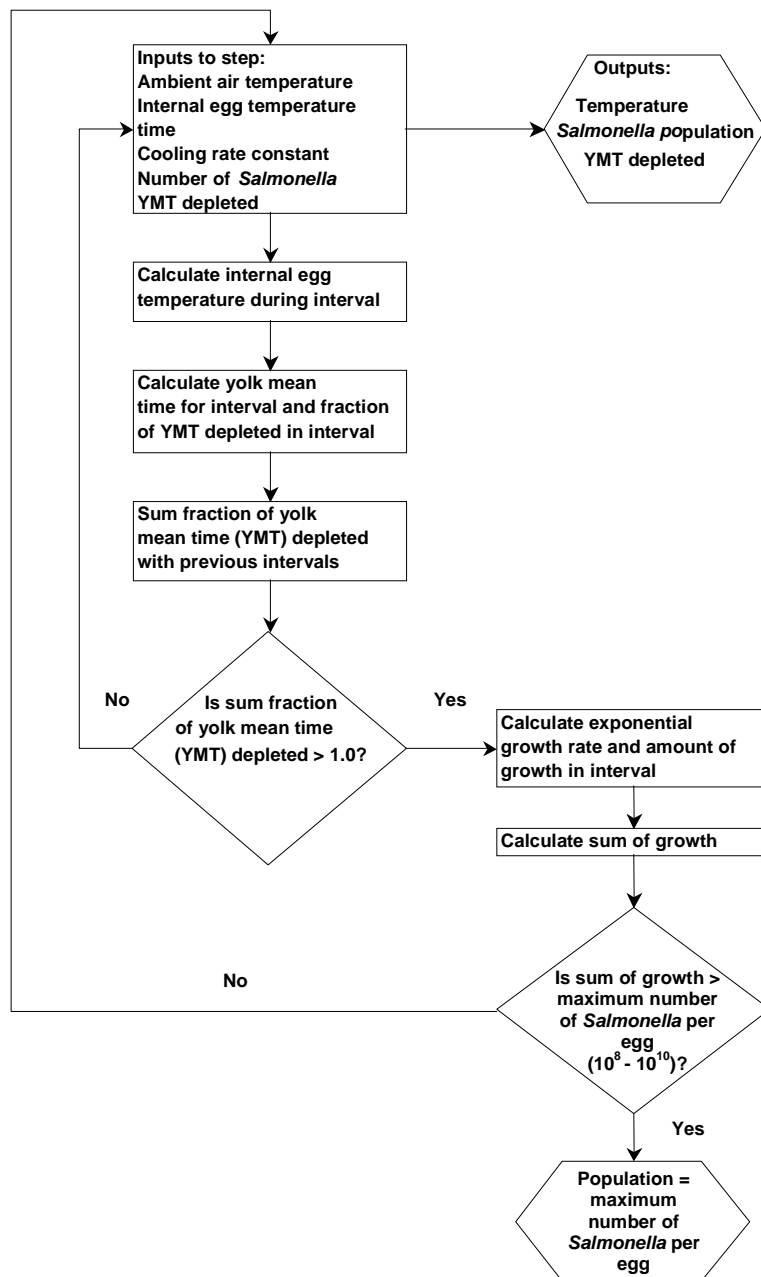 Inputs to step:
Ambient air temperature
Internal egg temperature
time
Cooling rate constant
Number of Salmonella
YMT depleted
Outputs:
Temperature
Salmonella population
YMT depleted
Calculate internal egg
temperature during interval
Calculate yolk mean
time for interval and fraction
of YMT depleted in interval
Sum fraction of yolk
mean time (YMT) depleted
with previous intervals
No
Is sum fraction
of yolk mean time
(YMT) depleted > 1.0?
Yes
Calculate exponential
growth rate and amount of
growth in interval
Calculate sum of growth
No
Is sum of growth >
maximum number
of Salmonella per
egg
(10⁸ - 10¹⁰)?
Yes
Population =
maximum
number of
Salmonella per
egg